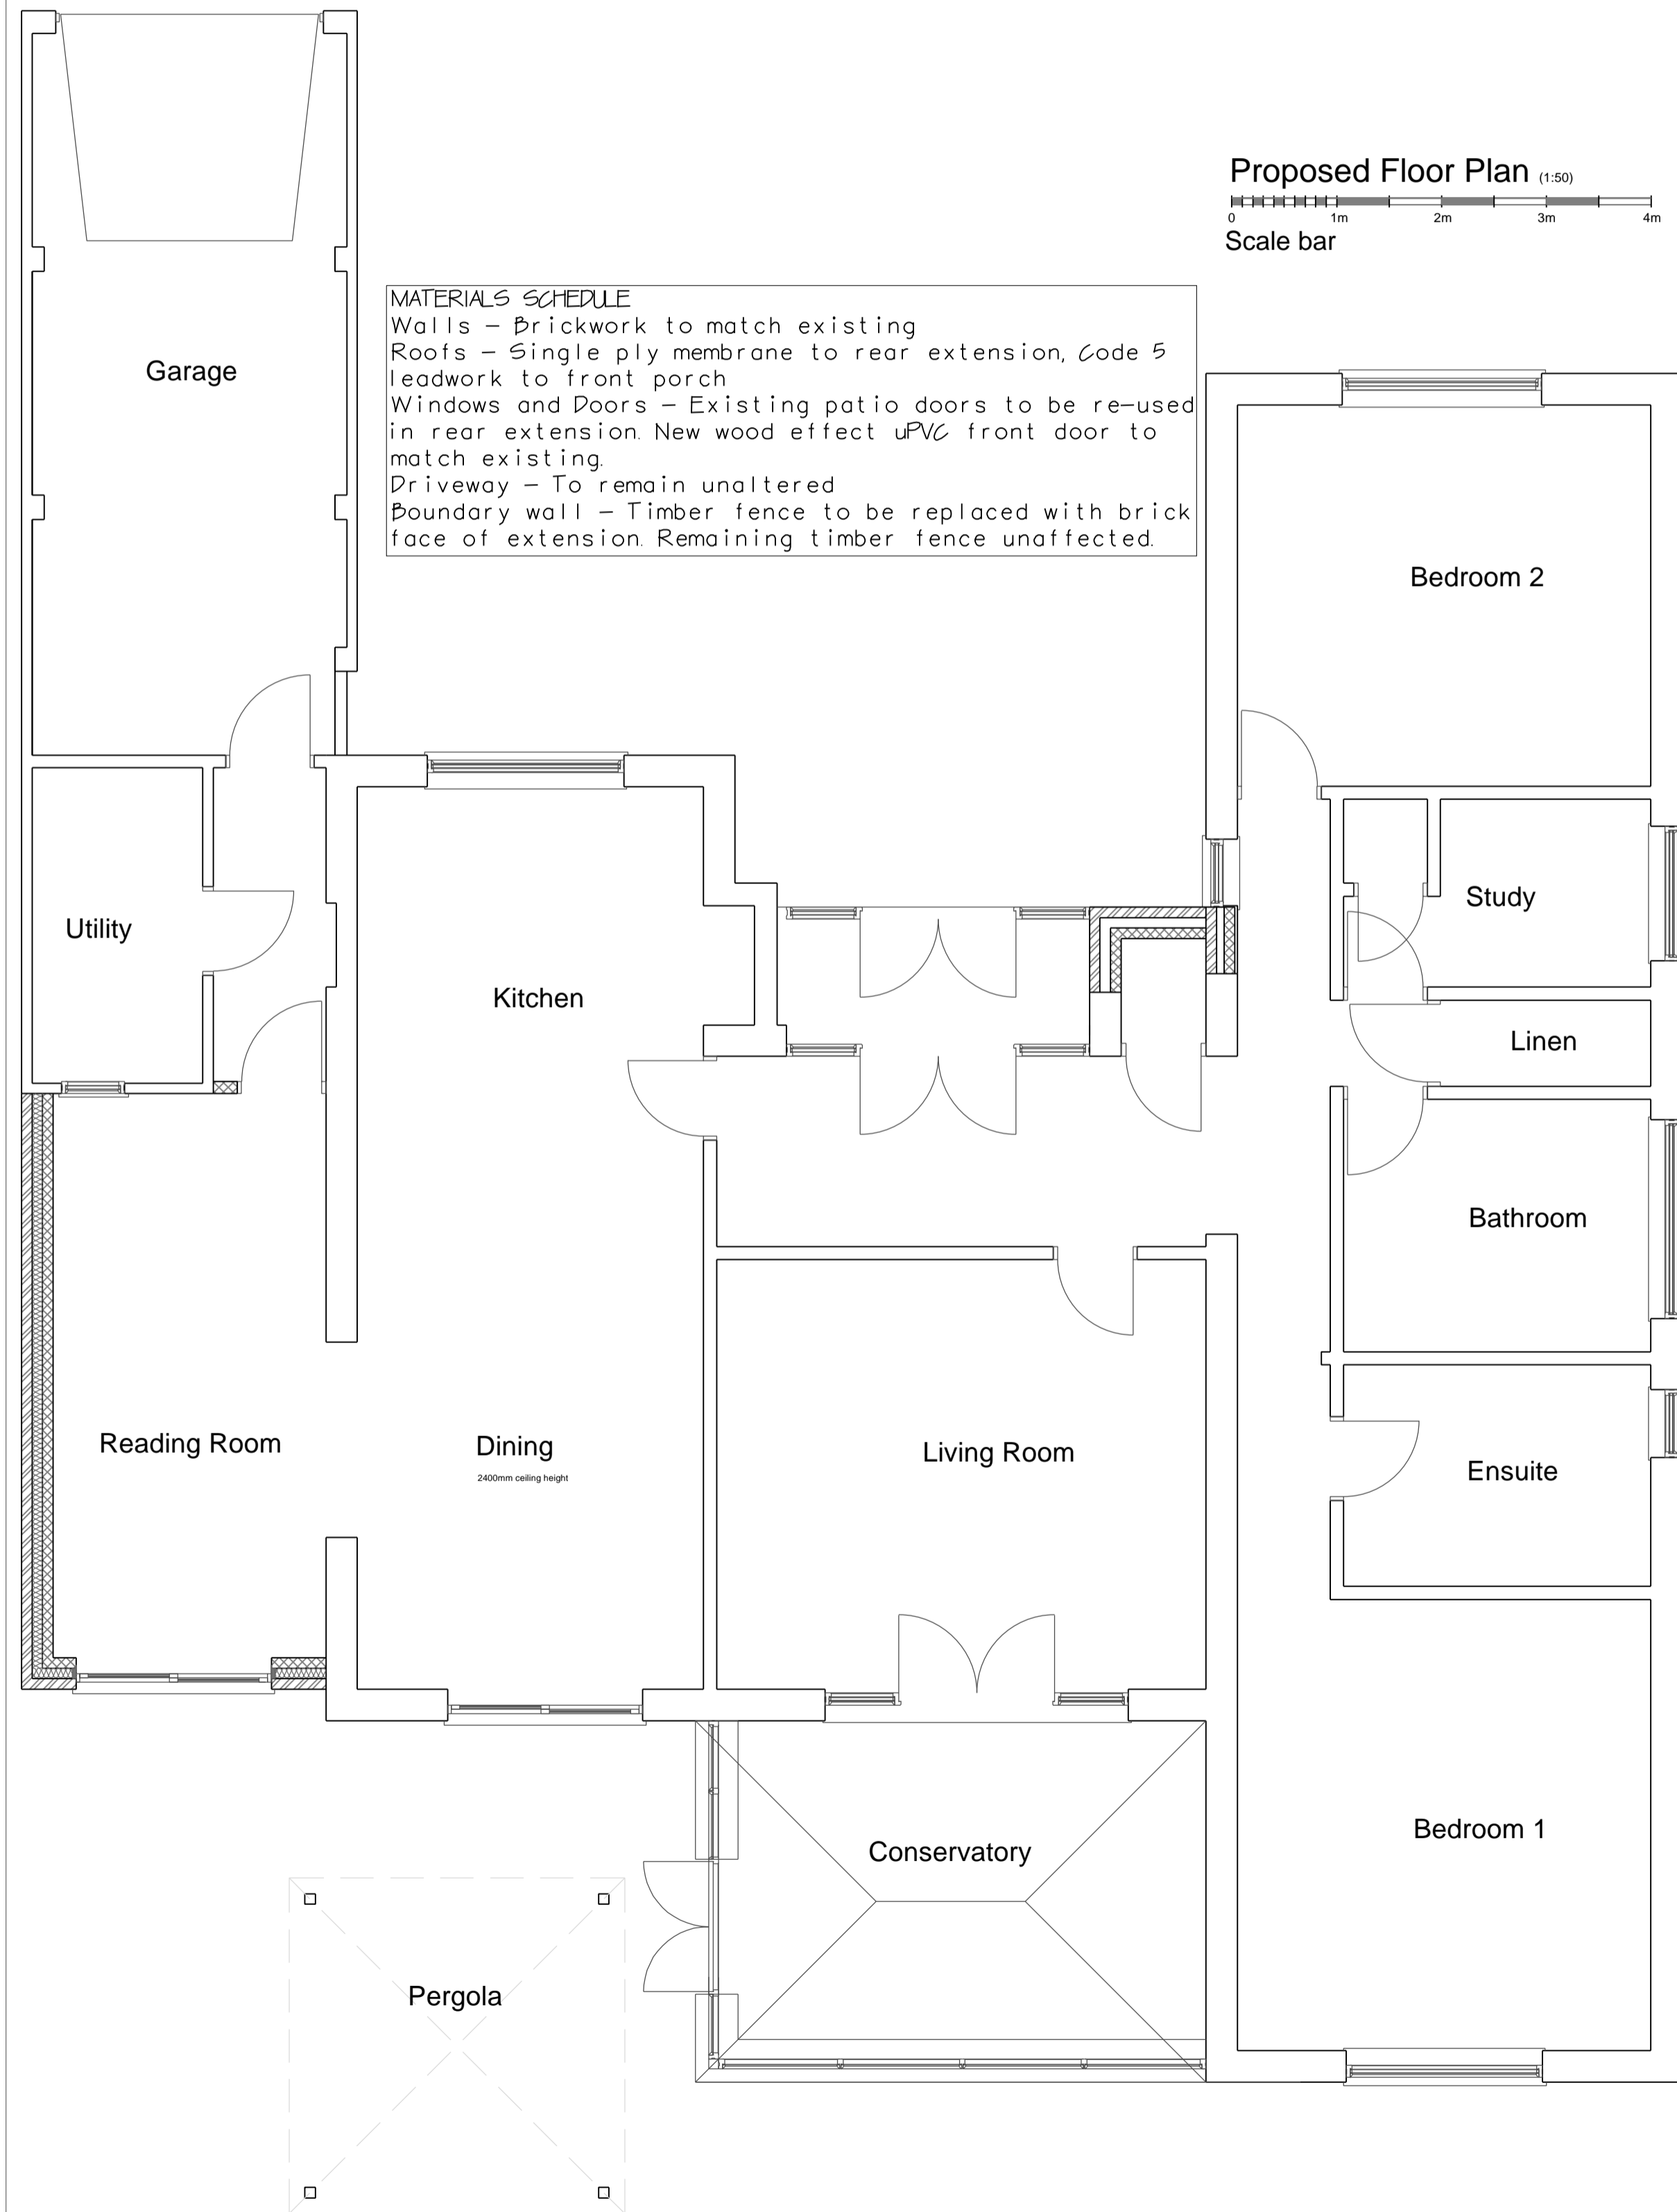 Proposed Floor Plan (1:50)
0 1m 2m 3m 4m
Scale bar
MATERIALS SCHEDULE
Walls – Brickwork to match existing
Roofs – Single ply membrane to rear extension, Code 5
leadwork to front porch
Windows and Doors – Existing patio doors to be re-used
in rear extension. New wood effect uPVC front door to
match existing.
Driveway – To remain unaltered
Boundary wall – Timber fence to be replaced with brick
face of extension. Remaining timber fence unaffected.
Garage
Bedroom 2
Utility
Kitchen
Study
Linen
Bathroom
Reading Room
Dining
2400mm ceiling height
Living Room
Ensuite
Conservatory
Bedroom 1
Pergola